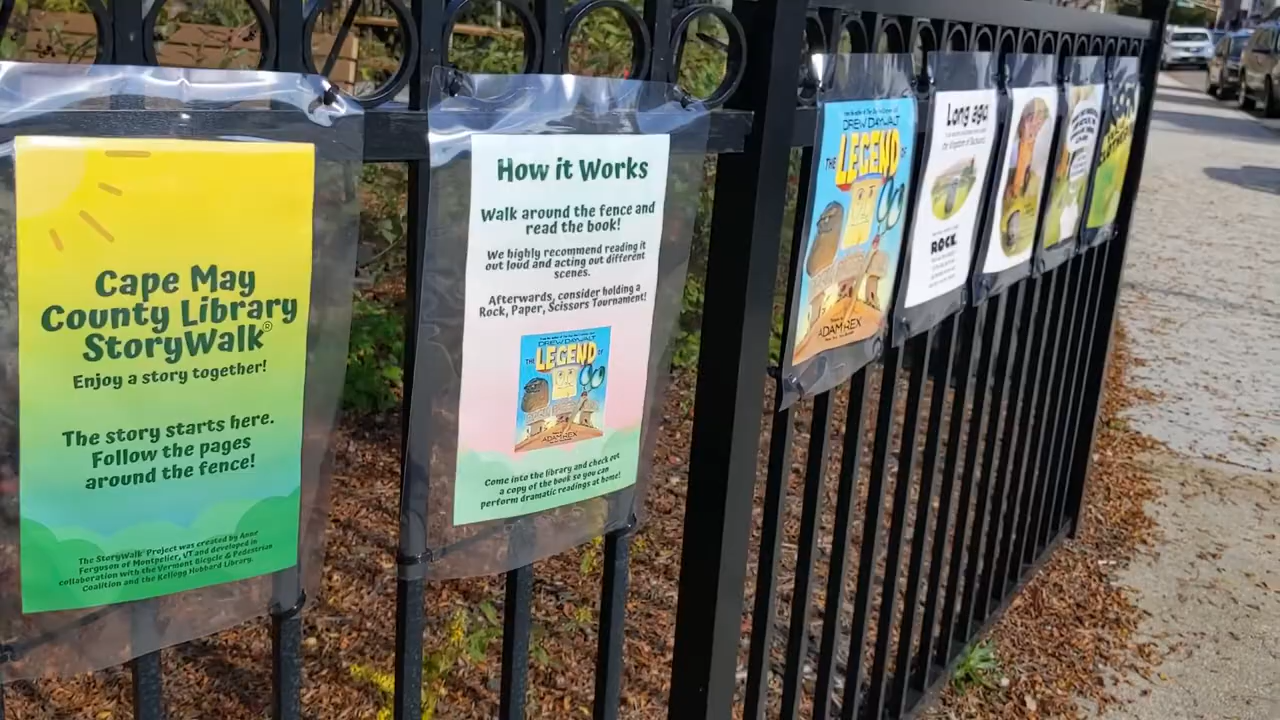 Cape May
County Library
StoryWalk®
Enjoy a story together!
The story starts here.
Follow the pages
around the fence!
The StoryWalk® Project was created by Anne
Ferguson of Montpelier, VT and developed in
collaboration with the Vermont Bicycle & Pedestrian
Coalition and the Kellogg Hubbard Library.
How it Works
Walk around the fence and
read the book!
We highly recommend reading it
out loud and acting out different
scenes.
Afterwards, consider holding a
Rock, Paper, Scissors Tournament!
DREW DAYWALT
THE LEGEND OF
ADAM REX
Come into the library and check out
a copy of the book so you can
perform dramatic readings at home!
DREW DAYWALT
THE LEGEND OF
ADAM REX
Long ago
ROCK.